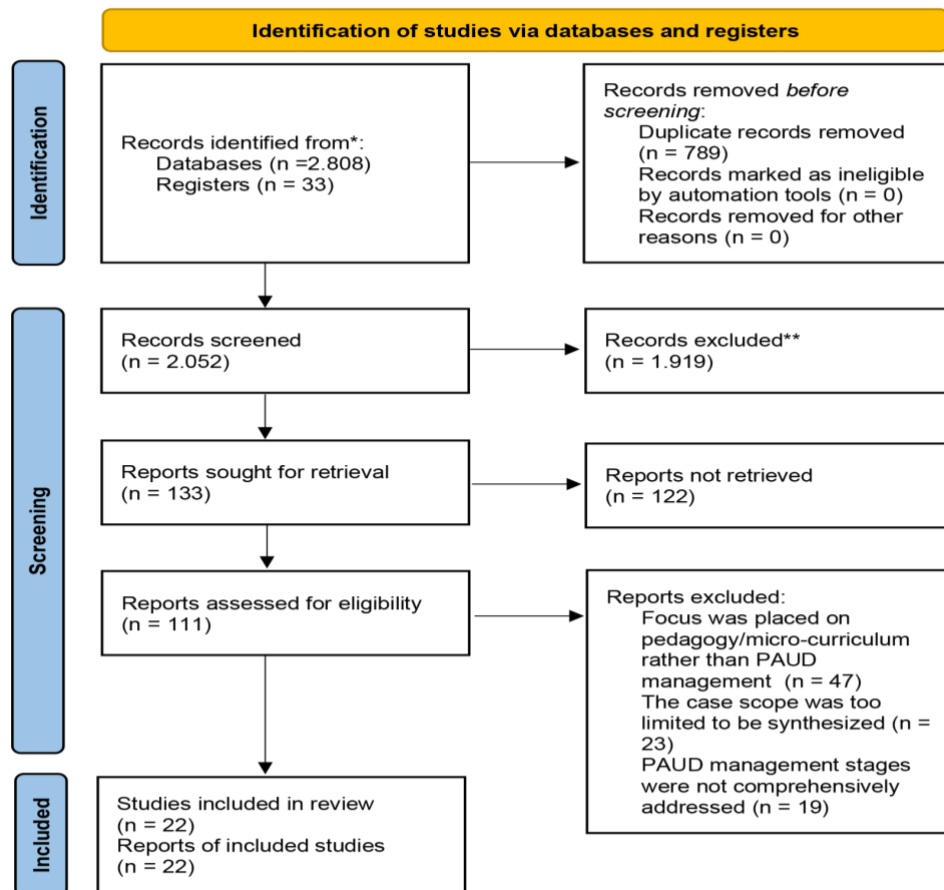 Identification of studies via databases and registers
Identification
Records identified from*:
Databases (n =2.808)
Registers (n = 33)
Records removed before
screening:
Duplicate records removed
(n = 789)
Records marked as ineligible
by automation tools (n = 0)
Records removed for other
reasons (n = 0)
Screening
Records screened
(n = 2.052)
Records excluded**
(n = 1.919)
Reports sought for retrieval
(n = 133)
Reports not retrieved
(n = 122)
Reports assessed for eligibility
(n = 111)
Reports excluded:
Focus was placed on
pedagogy/micro-curriculum
rather than PAUD
management (n = 47)
The case scope was too
limited to be synthesized (n =
23)
PAUD management stages
were not comprehensively
addressed (n = 19)
Included
Studies included in review
(n = 22)
Reports of included studies
(n = 22)